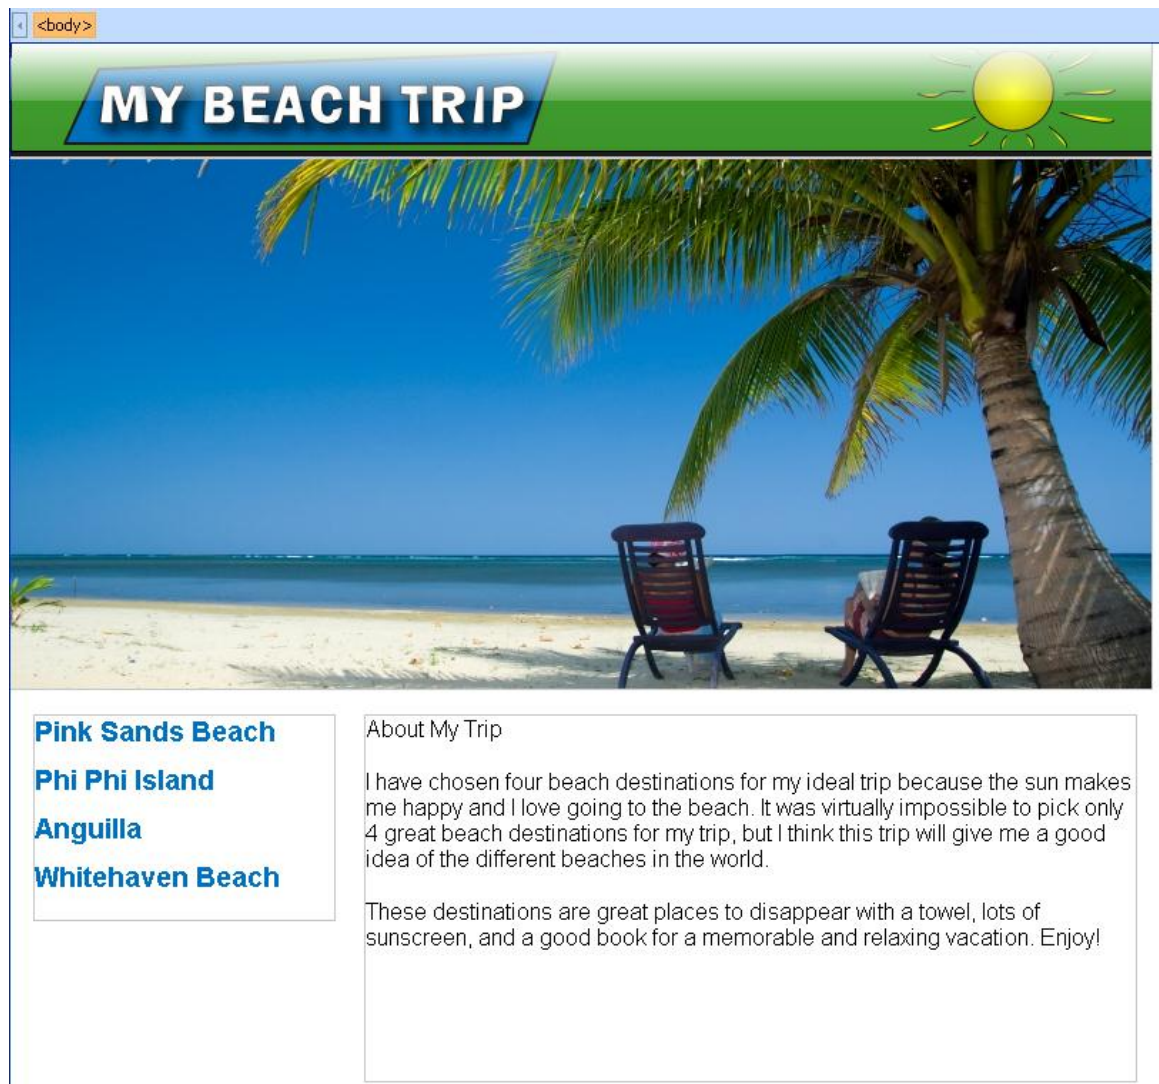 <body>
MY BEACH TRIP
Pink Sands Beach
Phi Phi Island
Anguilla
Whitehaven Beach
About My Trip
I have chosen four beach destinations for my ideal trip because the sun makes
me happy and I love going to the beach. It was virtually impossible to pick only
4 great beach destinations for my trip, but I think this trip will give me a good
idea of the different beaches in the world.
These destinations are great places to disappear with a towel, lots of
sunscreen, and a good book for a memorable and relaxing vacation. Enjoy!